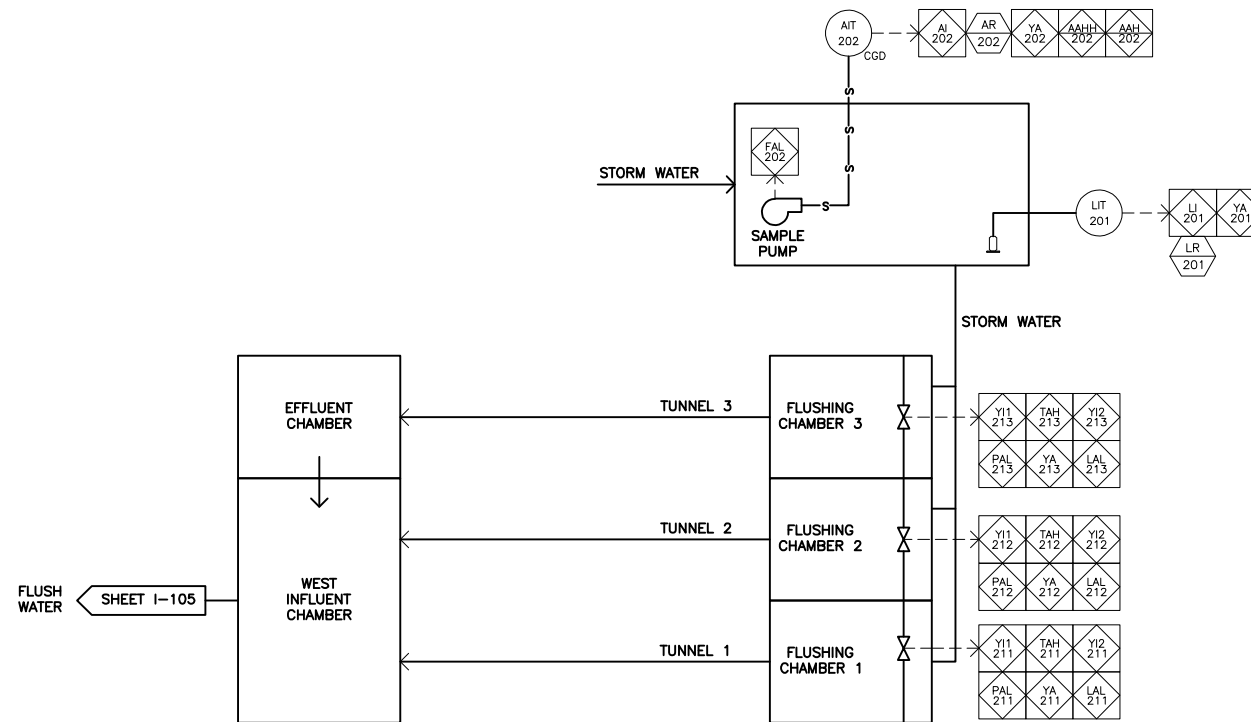 AIT
202
CGD
AI
202
AR
202
YA
202
AAHH
202
AAH
202
S
S
S
S
FAL
202
STORM WATER
SAMPLE
PUMP
LIT
201
LI
201
YA
201
LR
201
STORM WATER
EFFLUENT
CHAMBER
TUNNEL 3
FLUSHING
CHAMBER 3
YI1
213
TAH
213
YI2
213
PAL
213
YA
213
LAL
213
TUNNEL 2
FLUSHING
CHAMBER 2
YI1
212
TAH
212
YI2
212
PAL
212
YA
212
LAL
212
FLUSH
WATER
SHEET I-105
WEST
INFLUENT
CHAMBER
TUNNEL 1
FLUSHING
CHAMBER 1
YI1
211
TAH
211
YI2
211
PAL
211
YA
211
LAL
211